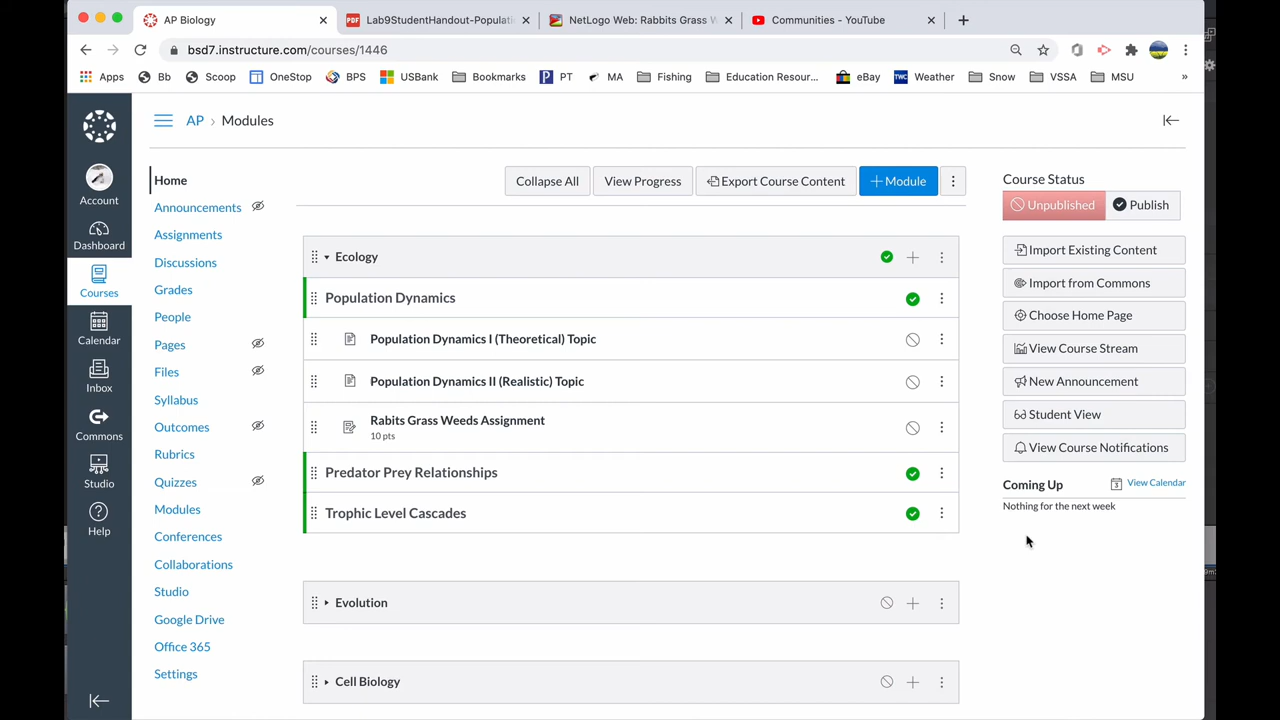 AP Biology
Lab9StudentHandout-Populati
NetLogo Web: Rabbits Grass W
Communities - YouTube
bsd7.instructure.com/courses/1446
Apps
Bb
Scoop
OneStop
BPS
USBank
Bookmarks
PT
MA
Fishing
Education Hour...
eBay
Weather
Snow
VSSA
MSU
»
AP › Modules
Account
Dashboard
Courses
Calendar
Inbox
Commons
Studio
Help
Home
Announcements
Assignments
Discussions
Grades
People
Pages
Files
Syllabus
Outcomes
Rubrics
Quizzes
Modules
Conferences
Collaborations
Studio
Google Drive
Office 365
Settings
Collapse All
View Progress
Export Course Content
+ Module
Ecology
Population Dynamics
Population Dynamics I (Theoretical) Topic
Population Dynamics II (Realistic) Topic
Rabits Grass Weeds Assignment
10 pts
Predator Prey Relationships
Trophic Level Cascades
Evolution
Cell Biology
Course Status
Unpublished
Publish
Import Existing Content
Import from Commons
Choose Home Page
View Course Stream
New Announcement
Student View
View Course Notifications
Coming Up
View Calendar
Nothing for the next week